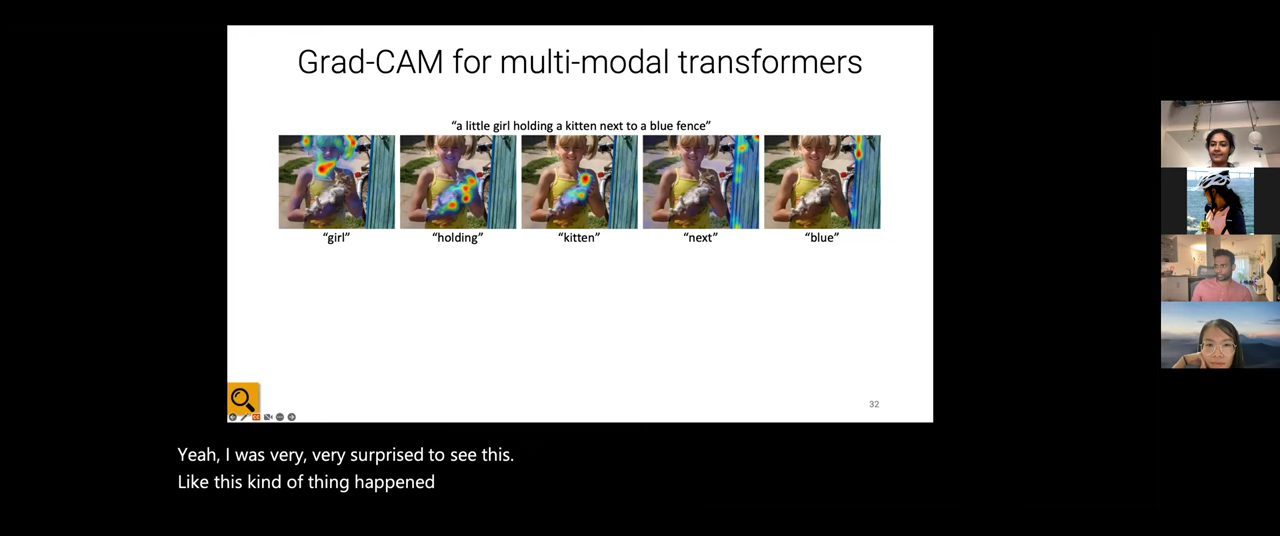 Grad-CAM for multi-modal transformers
“a little girl holding a kitten next to a blue fence”
“girl” “holding” “kitten” “next” “blue”
32
Yeah, I was very, very surprised to see this.
Like this kind of thing happened